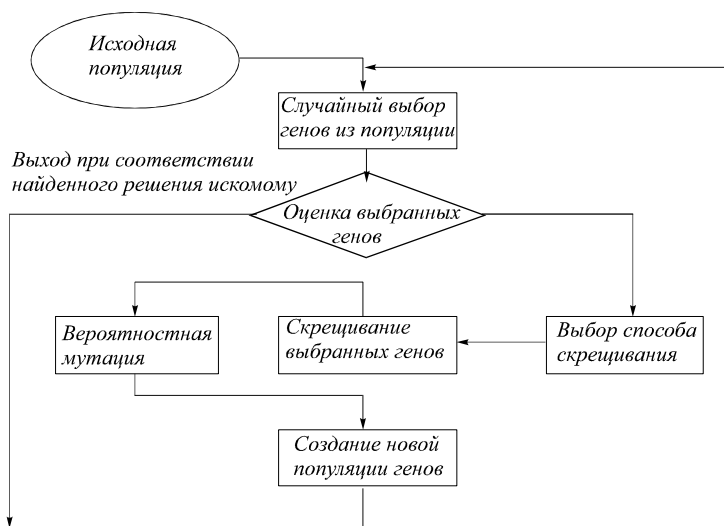 Исходная
популяция
Случайный выбор
генов из популяции
Выход при соответствии
найденного решения искомому
Оценка выбранных
генов
Вероятностная
мутация
Скрещивание
выбранных генов
Выбор способа
скрещивания
Создание новой
популяции генов